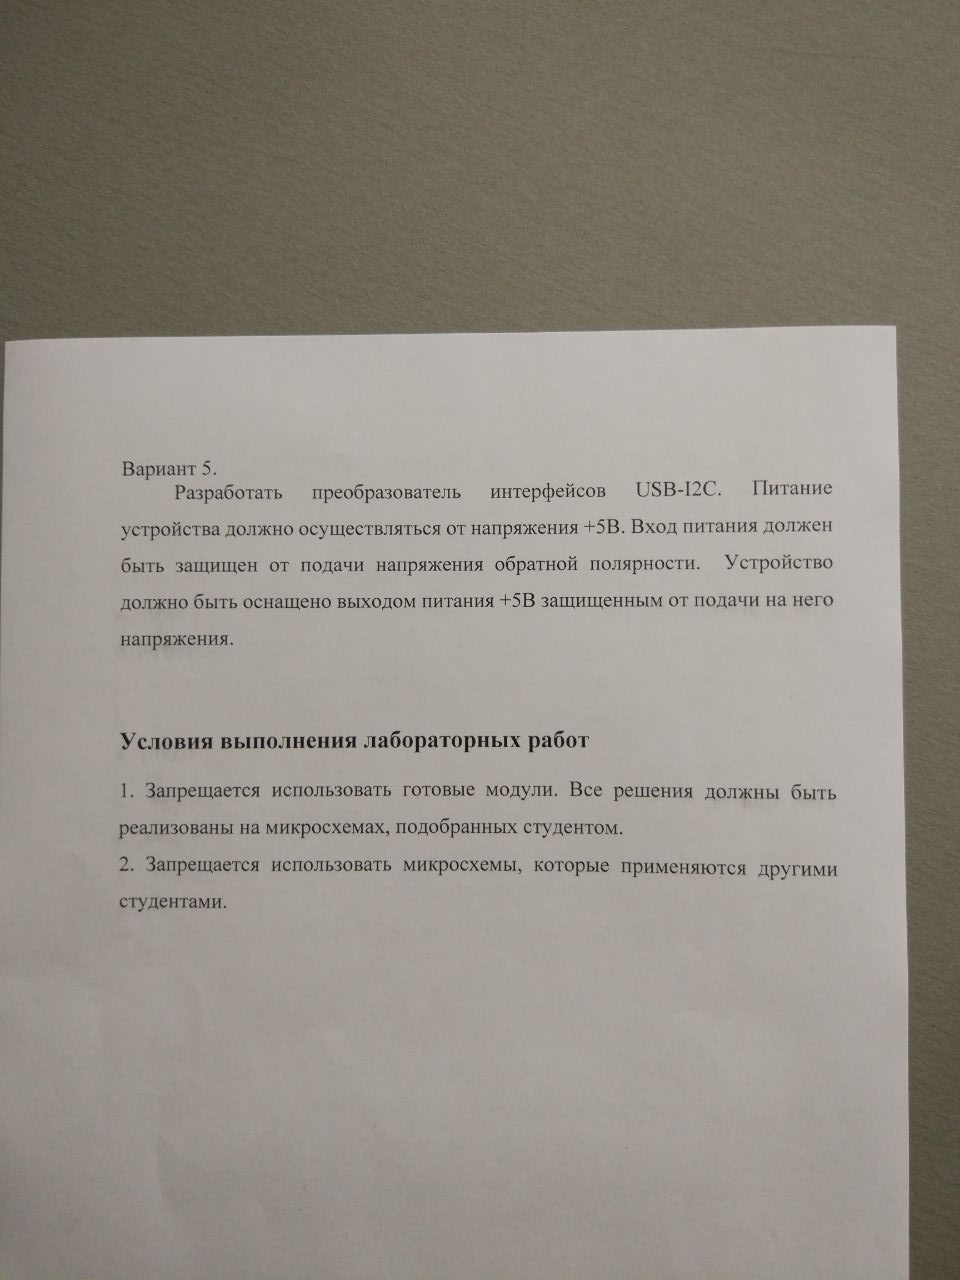 Вариант 5.
Разработать преобразователь интерфейсов USB-I2C. Питание
устройства должно осуществляться от напряжения +5В. Вход питания должен
быть защищен от подачи напряжения обратной полярности. Устройство
должно быть оснащено выходом питания +5В защищенным от подачи на него
напряжения.
Условия выполнения лабораторных работ
1. Запрещается использовать готовые модули. Все решения должны быть
реализованы на микросхемах, подобранных студентом.
2. Запрещается использовать микросхемы, которые применяются другими
студентами.